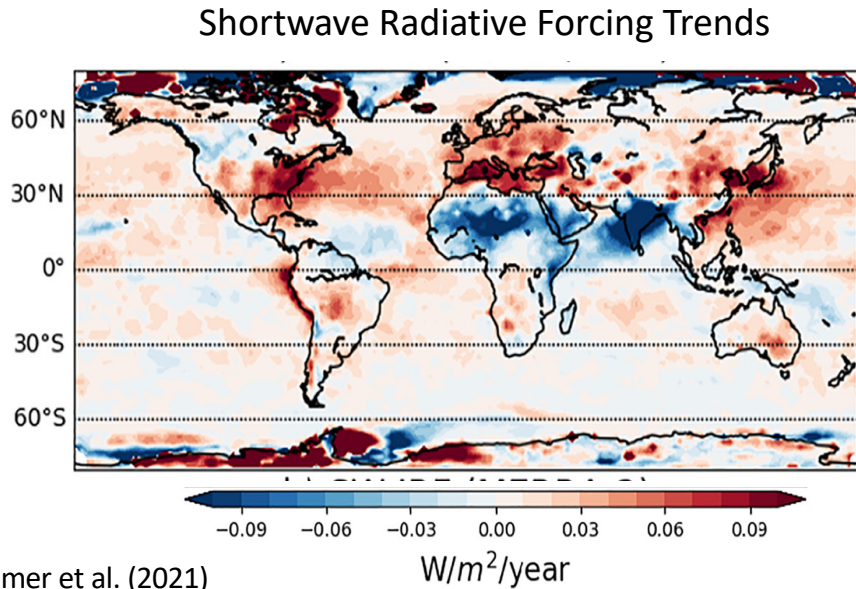 Shortwave Radiative Forcing Trends
60°N
30°N
0°
30°S
60°S
−0.09 −0.06 −0.03 0.00 0.03 0.06 0.09
W/m²/year
mer et al. (2021)